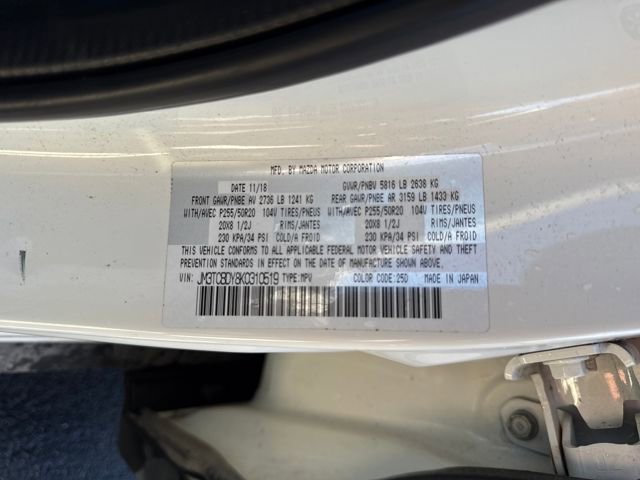 MFD. BY MAZDA MOTOR CORPORATION
DATE 11/18 GVWR/PNBV 5816 LB 2638 KG
FRONT GAWR/PNBE AV 2736 LB 1241 KG REAR GAWR/PNBE AR 3159 LB 1433 KG
WITH/AVEC P255/50R20 104V TIRES/PNEUS WITH/AVEC P255/50R20 104V TIRES/PNEUS
20X8 1/2J RIMS/JANTES 20X8 1/2J RIMS/JANTES
230 KPA/34 PSI COLD/A FROID 230 KPA/34 PSI COLD/A FROID
THIS VEHICLE CONFORMS TO ALL APPLICABLE FEDERAL MOTOR VEHICLE SAFETY AND THEFT PREVENTION
STANDARDS IN EFFECT ON THE DATE OF MANUFACTURE SHOWN ABOVE.
VIN: JM3TCBDY8K0310519 TYPE:MPV COLOR CODE:25D MADE IN JAPAN